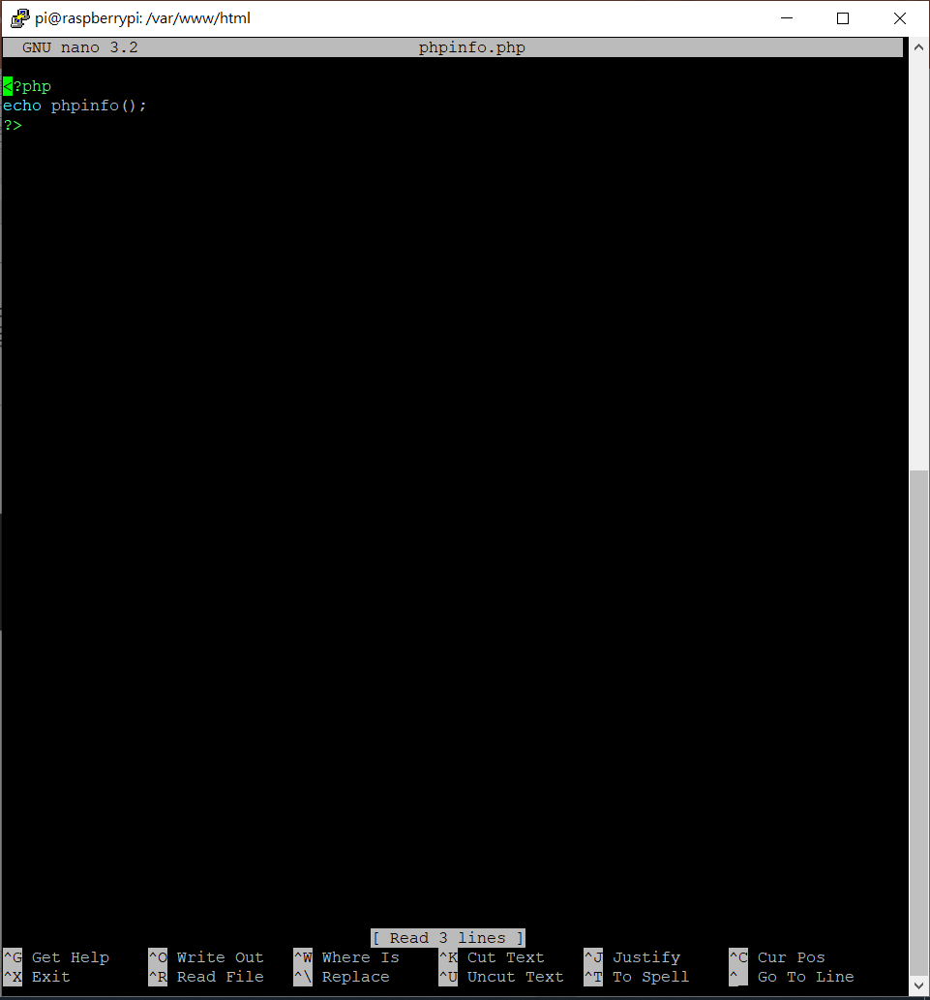 pi@raspberrypi: /var/www/html
GNU nano 3.2 phpinfo.php
<?php
echo phpinfo();
?>
[ Read 3 lines ]
^G Get Help ^O Write Out ^W Where Is ^K Cut Text ^J Justify ^C Cur Pos
^X Exit ^R Read File ^\ Replace ^U Uncut Text ^T To Spell ^_ Go To Line